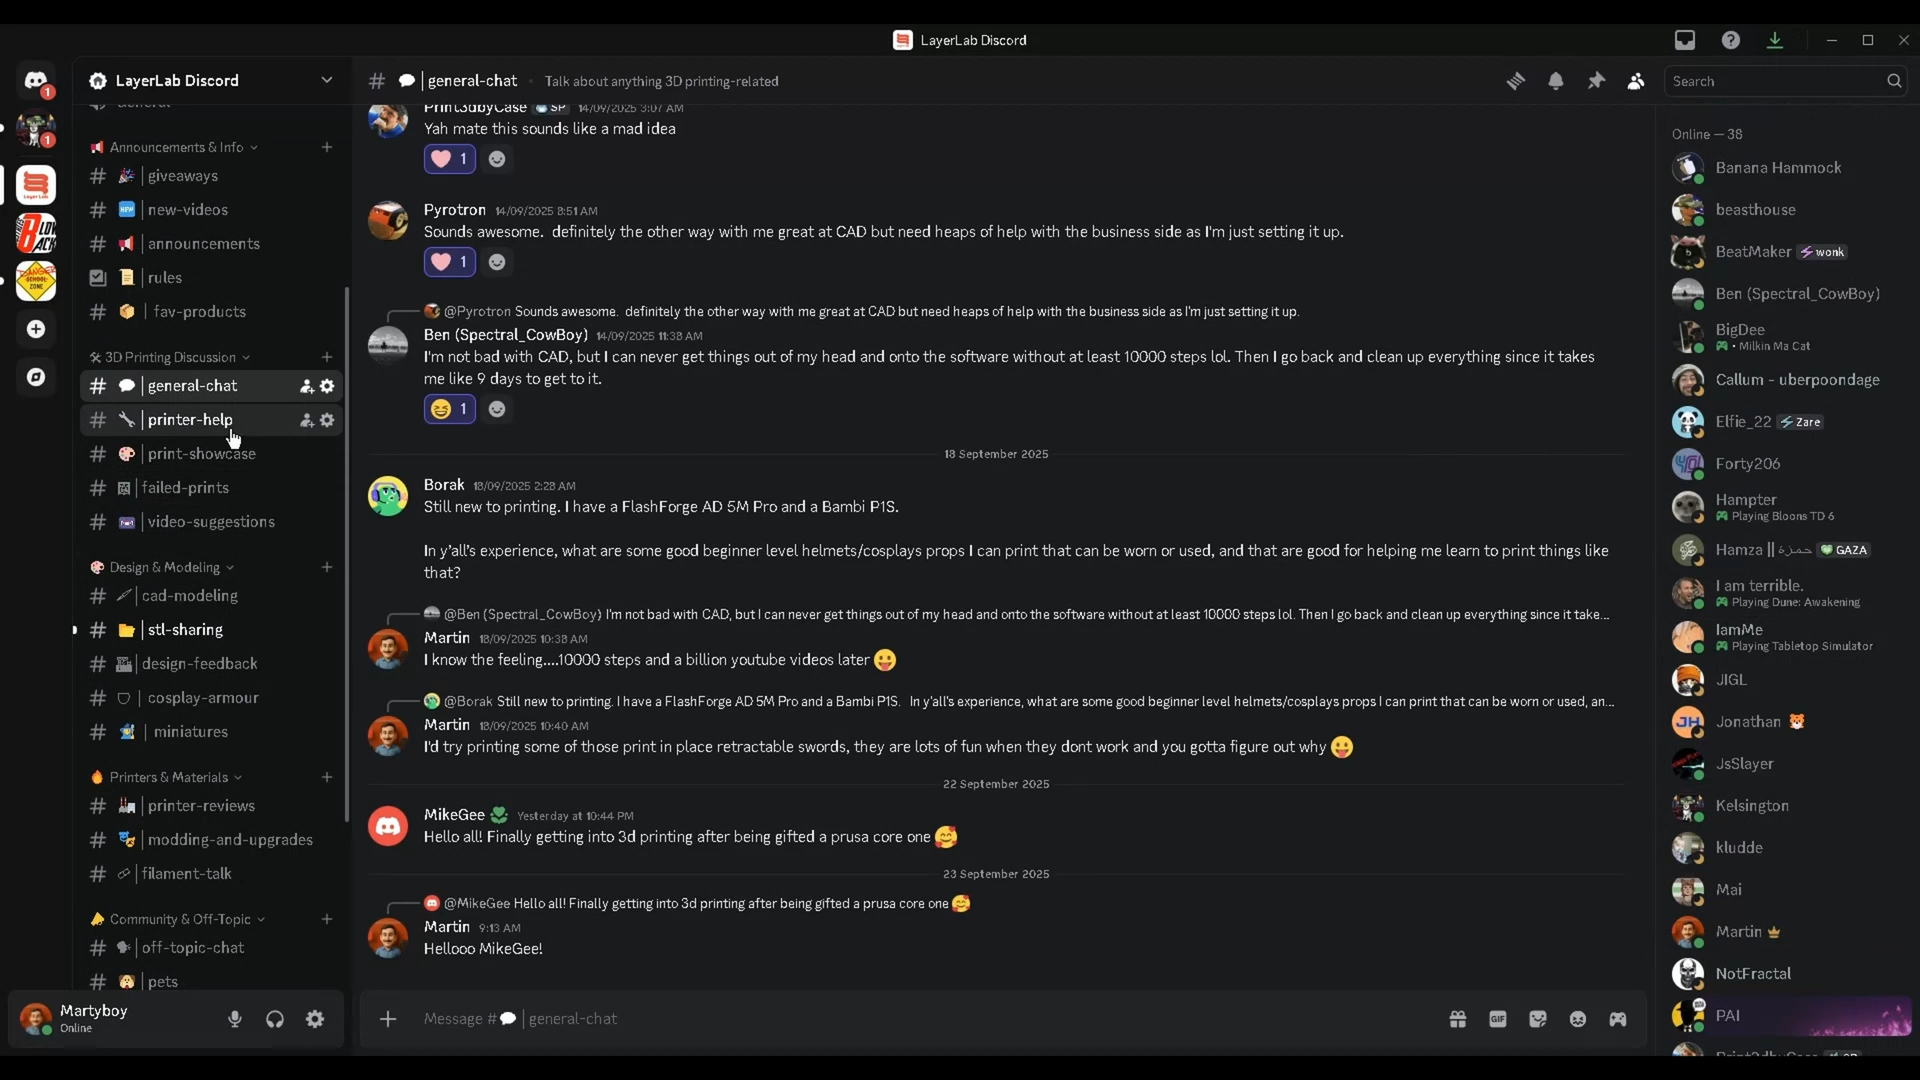 LayerLab Discord
LayerLab Discord
1
1
General
Announcements & Info
giveaways
new-videos
announcements
rules
fav-products
3D Printing Discussion
general-chat
printer-help
print-showcase
failed-prints
video-suggestions
Design & Modeling
cad-modeling
stl-sharing
design-feedback
cosplay-armour
miniatures
Printers & Materials
printer-reviews
modding-and-upgrades
filament-talk
Community & Off-Topic
off-topic-chat
pets
Martyboy
Online
general-chat Talk about anything 3D printing-related
Search
Print3dbyCase SP 14/09/2025 3:07 AM
Yah mate this sounds like a mad idea
1
Pyrotron 14/09/2025 8:51 AM
Sounds awesome. definitely the other way with me great at CAD but need heaps of help with the business side as I'm just setting it up.
1
@Pyrotron Sounds awesome. definitely the other way with me great at CAD but need heaps of help with the business side as I'm just setting it up.
Ben (Spectral_CowBoy) 14/09/2025 11:38 AM
I'm not bad with CAD, but I can never get things out of my head and onto the software without at least 10000 steps lol. Then I go back and clean up everything since it takes
me like 9 days to get to it.
1
18 September 2025
Borak 18/09/2025 2:28 AM
Still new to printing. I have a FlashForge AD 5M Pro and a Bambi P1S.
In y'all's experience, what are some good beginner level helmets/cosplays props I can print that can be worn or used, and that are good for helping me learn to print things like
that?
@Ben (Spectral_CowBoy) I'm not bad with CAD, but I can never get things out of my head and onto the software without at least 10000 steps lol. Then I go back and clean up everything since it take...
Martin 18/09/2025 10:38 AM
I know the feeling....10000 steps and a billion youtube videos later 😛
@Borak Still new to printing. I have a FlashForge AD 5M Pro and a Bambi P1S. In y'all's experience, what are some good beginner level helmets/cosplays props I can print that can be worn or used, an...
Martin 18/09/2025 10:40 AM
I'd try printing some of those print in place retractable swords, they are lots of fun when they dont work and you gotta figure out why 😛
22 September 2025
MikeGee Yesterday at 10:44 PM
Hello all! Finally getting into 3d printing after being gifted a prusa core one 🥰
23 September 2025
@MikeGee Hello all! Finally getting into 3d printing after being gifted a prusa core one 🥰
Martin 9:13 AM
Hellooo MikeGee!
Message # general-chat
GIF
Online — 38
Banana Hammock
beasthouse
BeatMaker wonk
Ben (Spectral_CowBoy)
BigDee
• Milkin Ma Cat
Callum - uberpoondage
Elfie_22 Zare
Forty206
Hampter
Playing Bloons TD 6
Hamza || حمزة GAZA
I am terrible.
Playing Dune: Awakening
IamMe
Playing Tabletop Simulator
JIGL
Jonathan
JsSlayer
Kelsington
kludde
Mai
Martin
NotFractal
PAI